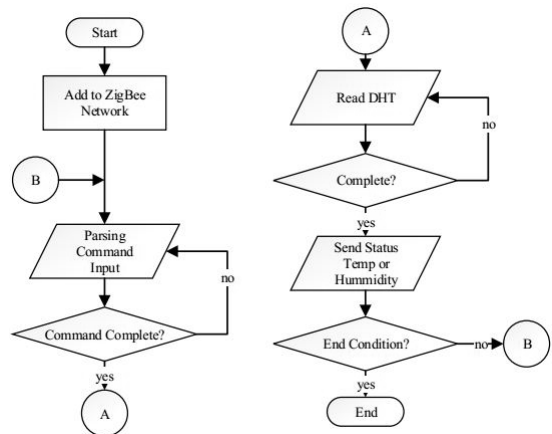 Start
Add to ZigBee
Network
B
Parsing
Command
Input
no
Command Complete?
yes
A
A
Read DHT
no
Complete?
yes
Send Status
Temp or
Hummidity
End Condition?
no
B
yes
End